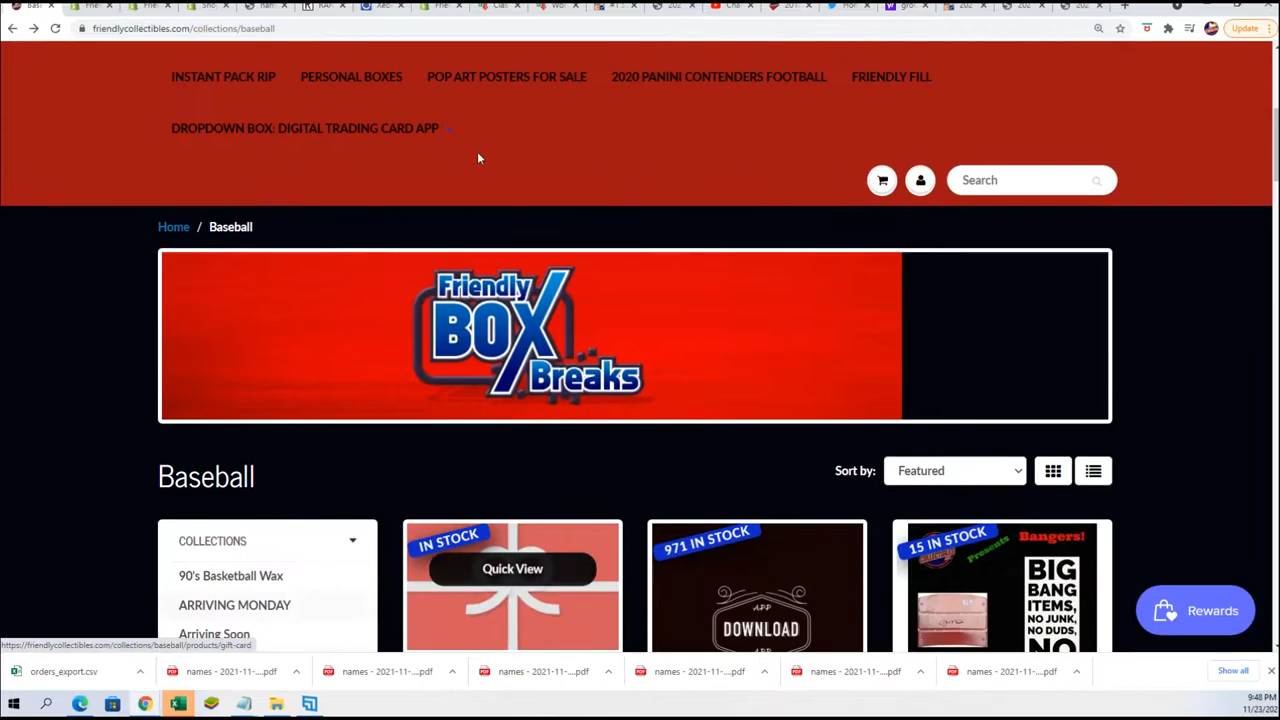 friendlycollectibles.com/collections/baseball
Update
INSTANT PACK RIP PERSONAL BOXES POP ART POSTERS FOR SALE 2020 PANINI CONTENDERS FOOTBALL FRIENDLY FILL
DROPDOWN BOX: DIGITAL TRADING CARD APP
Search
Home / Baseball
Friendly
BOX
Breaks
Baseball
Sort by: Featured
COLLECTIONS
90's Basketball Wax
ARRIVING MONDAY
Arriving Soon
IN STOCK
Quick View
971 IN STOCK
APP
DOWNLOAD
15 IN STOCK
Presents
Bangers!
BIG
BANG
ITEMS,
NO JUNK,
NO DUDS,
NO
Rewards
https://friendlycollectibles.com/collections/baseball/products/gift-card
orders_export.csv
names - 2021-11-....pdf
names - 2021-11-....pdf
names - 2021-11-....pdf
names - 2021-11-....pdf
names - 2021-11-....pdf
names - 2021-11-....pdf
Show all
9:48 PM
11/23/202